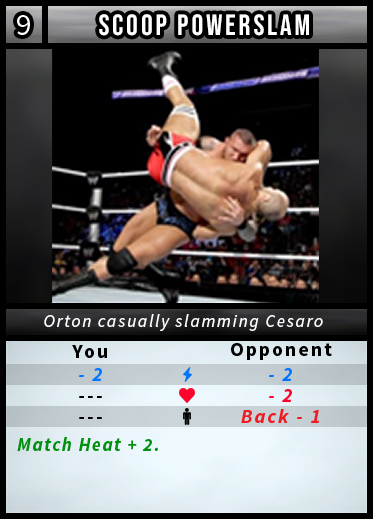 9 SCOOP POWERSLAM
Orton casually slamming Cesaro
You Opponent
- 2 - 2
--- - 2
--- Back - 1
Match Heat + 2.